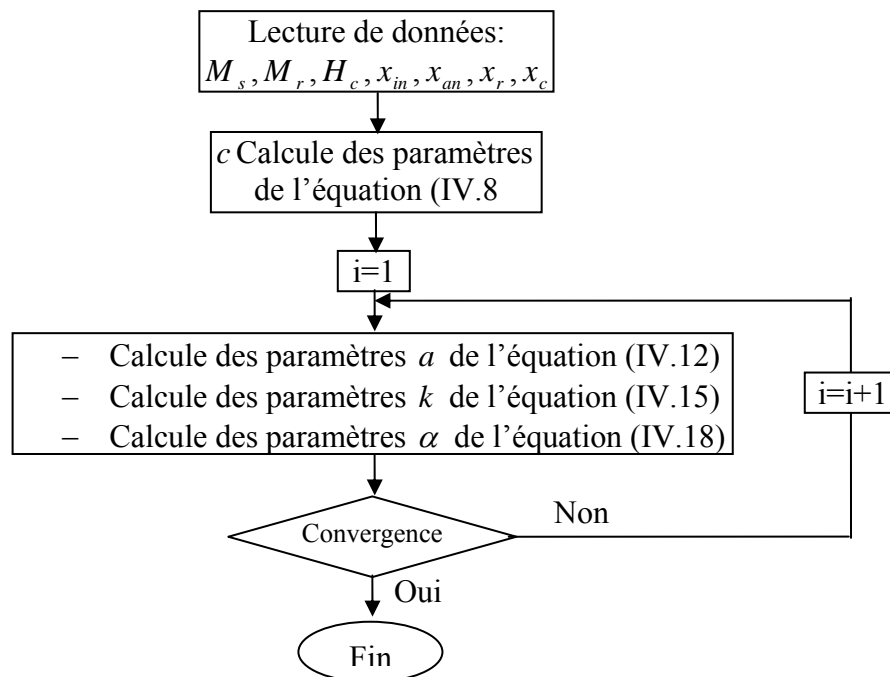 Lecture de données:
M_s, M_r, H_c, x_in, x_an, x_r, x_c
c Calcule des paramètres
de l’équation (IV.8
i=1
– Calcule des paramètres a de l’équation (IV.12)
– Calcule des paramètres k de l’équation (IV.15)
– Calcule des paramètres α de l’équation (IV.18)
i=i+1
Convergence
Non
Oui
Fin